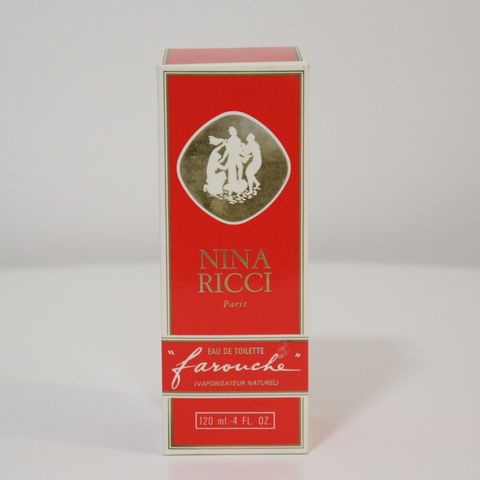 NINA
RICCI
Paris
EAU DE TOILETTE
"farouche"
(VAPORISATEUR NATUREL)
120 ml.-4 FL. OZ.